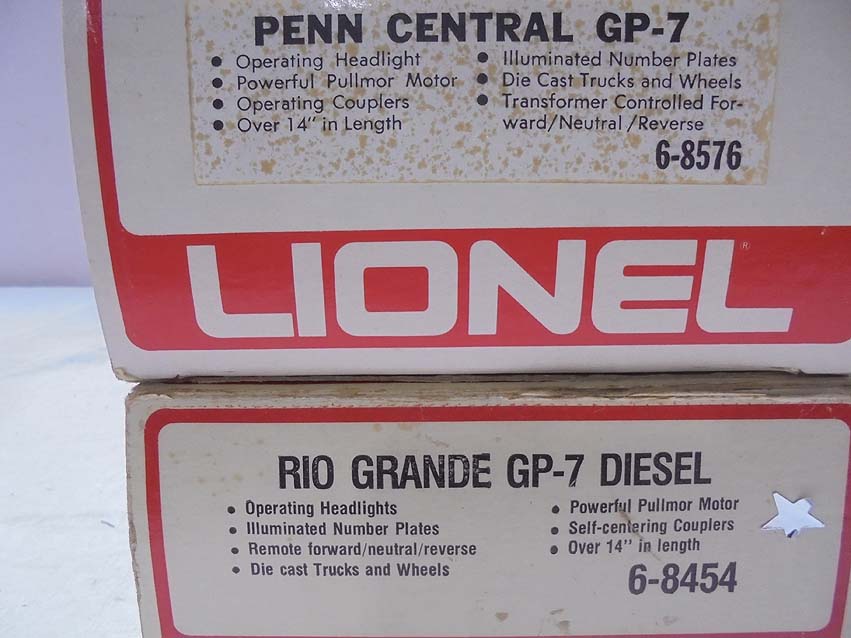 PENN CENTRAL GP-7
• Operating Headlight
• Powerful Pullmor Motor
• Operating Couplers
• Over 14" in Length
• Illuminated Number Plates
• Die Cast Trucks and Wheels
• Transformer Controlled For-
ward/Neutral/Reverse
6-8576
LIONEL®
RIO GRANDE GP-7 DIESEL
• Operating Headlights
• Illuminated Number Plates
• Remote forward/neutral/reverse
• Die cast Trucks and Wheels
• Powerful Pullmor Motor
• Self-centering Couplers
• Over 14" in length
6-8454